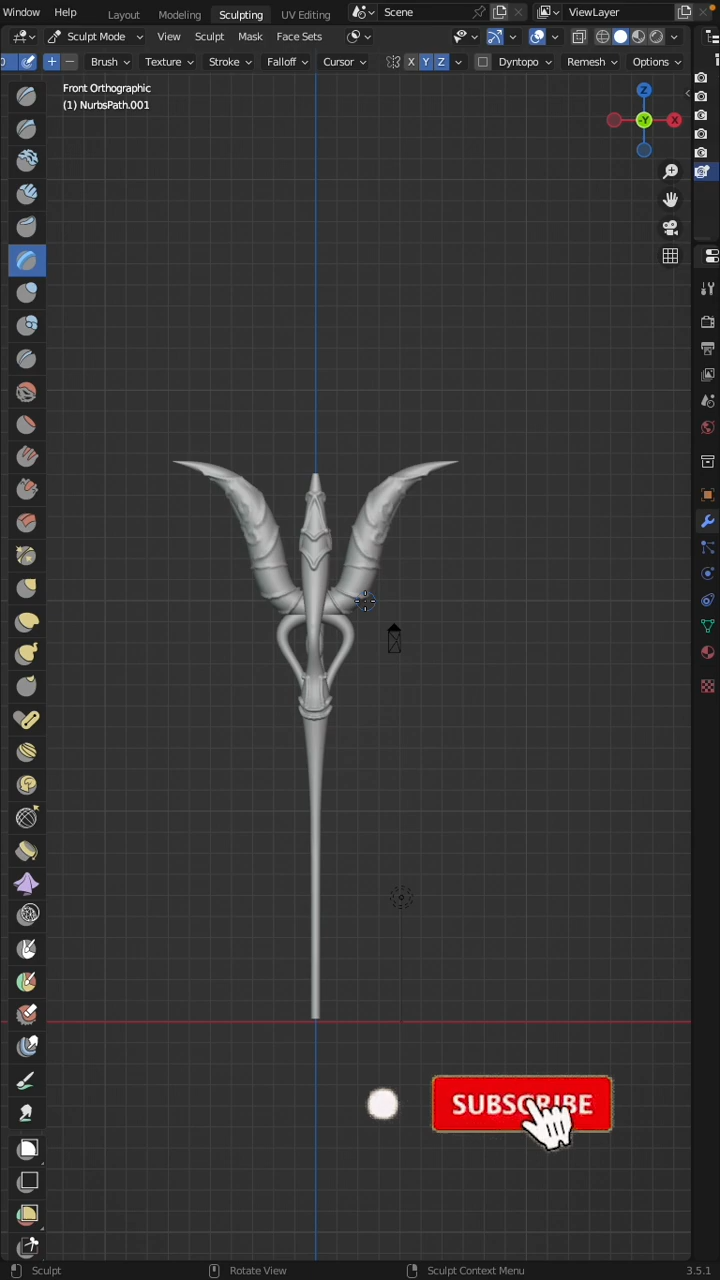 Window Help Layout Modeling Sculpting UV Editing Scene ViewLayer
Sculpt Mode View Sculpt Mask Face Sets
Brush Texture Stroke Falloff Cursor X Y Z Dyntopo Remesh Options
Front Orthographic
(1) NurbsPath.001
Z
-Y X
SUBSCRIBE
Sculpt Rotate View Sculpt Context Menu 3.5.1